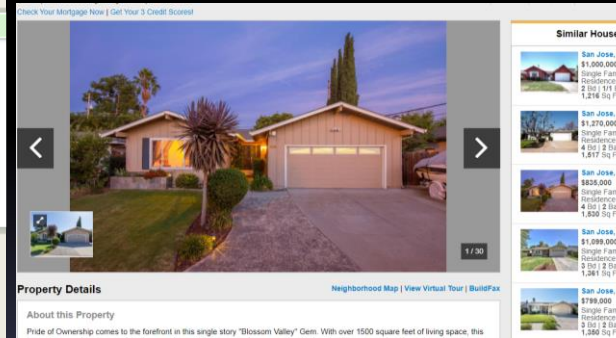 Check Your Mortgage Now | Get Your 3 Credit Scores!
1 / 30
Property Details
Neighborhood Map | View Virtual Tour | BuildFax
About this Property
Pride of Ownership comes to the forefront in this single story "Blossom Valley" Gem. With over 1500 square feet of living space, this
Similar House
San Jose,
$1,000,000
Single Fam
Residence
2 Bd | 1/1 B
1,216 Sq F
San Jose,
$1,270,000
Single Fam
Residence
4 Bd | 2 Ba
1,517 Sq F
San Jose,
$835,000
Single Fam
Residence
4 Bd | 2 Ba
1,530 Sq F
San Jose,
$1,099,000
Single Fam
Residence
3 Bd | 2 Ba
1,361 Sq F
San Jose,
$799,000
Single Fam
Residence
3 Bd | 2 Ba
1,350 Sq F